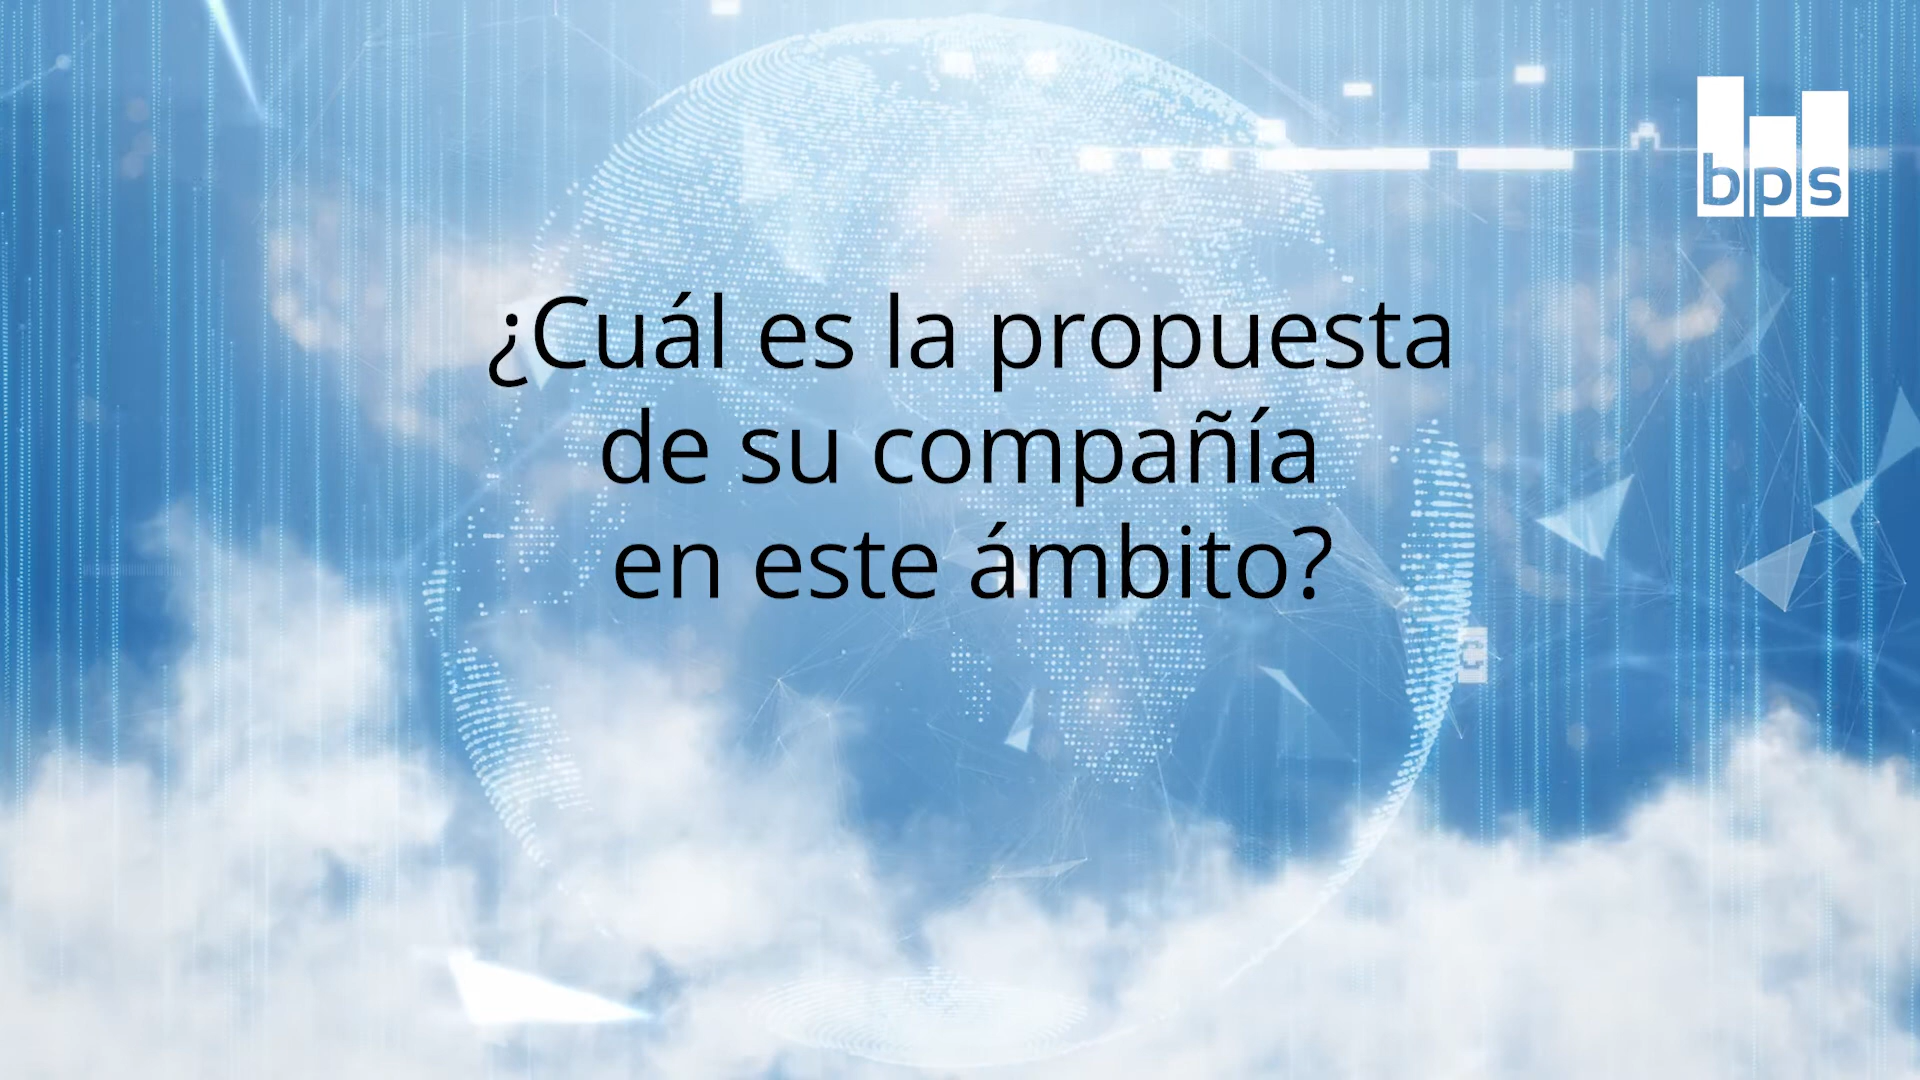 bps
¿Cuál es la propuesta
de su compañía
en este ámbito?